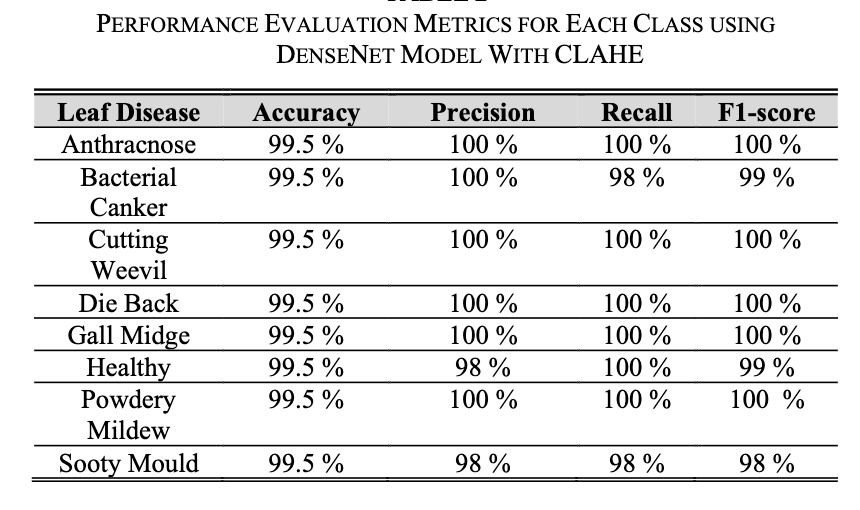 PERFORMANCE EVALUATION METRICS FOR EACH CLASS USING
DENSENET MODEL WITH CLAHE
Leaf Disease Accuracy Precision Recall F1-score
Anthracnose 99.5 % 100 % 100 % 100 %
Bacterial 99.5 % 100 % 98 % 99 %
Canker
Cutting 99.5 % 100 % 100 % 100 %
Weevil
Die Back 99.5 % 100 % 100 % 100 %
Gall Midge 99.5 % 100 % 100 % 100 %
Healthy 99.5 % 98 % 100 % 99 %
Powdery 99.5 % 100 % 100 % 100 %
Mildew
Sooty Mould 99.5 % 98 % 98 % 98 %